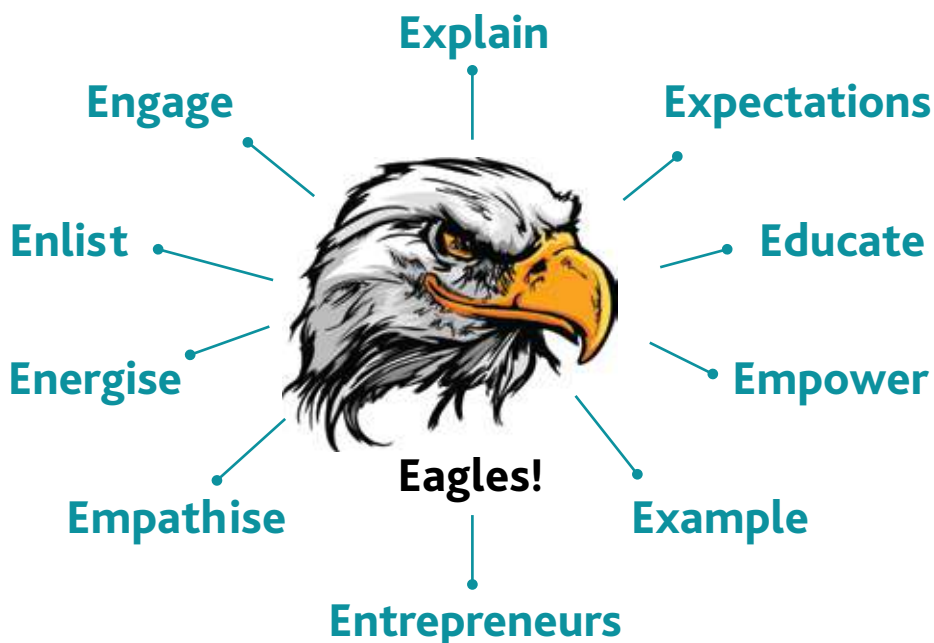 Explain
Engage
Expectations
Enlist
Educate
Energise
Empower
Eagles!
Empathise
Example
Entrepreneurs